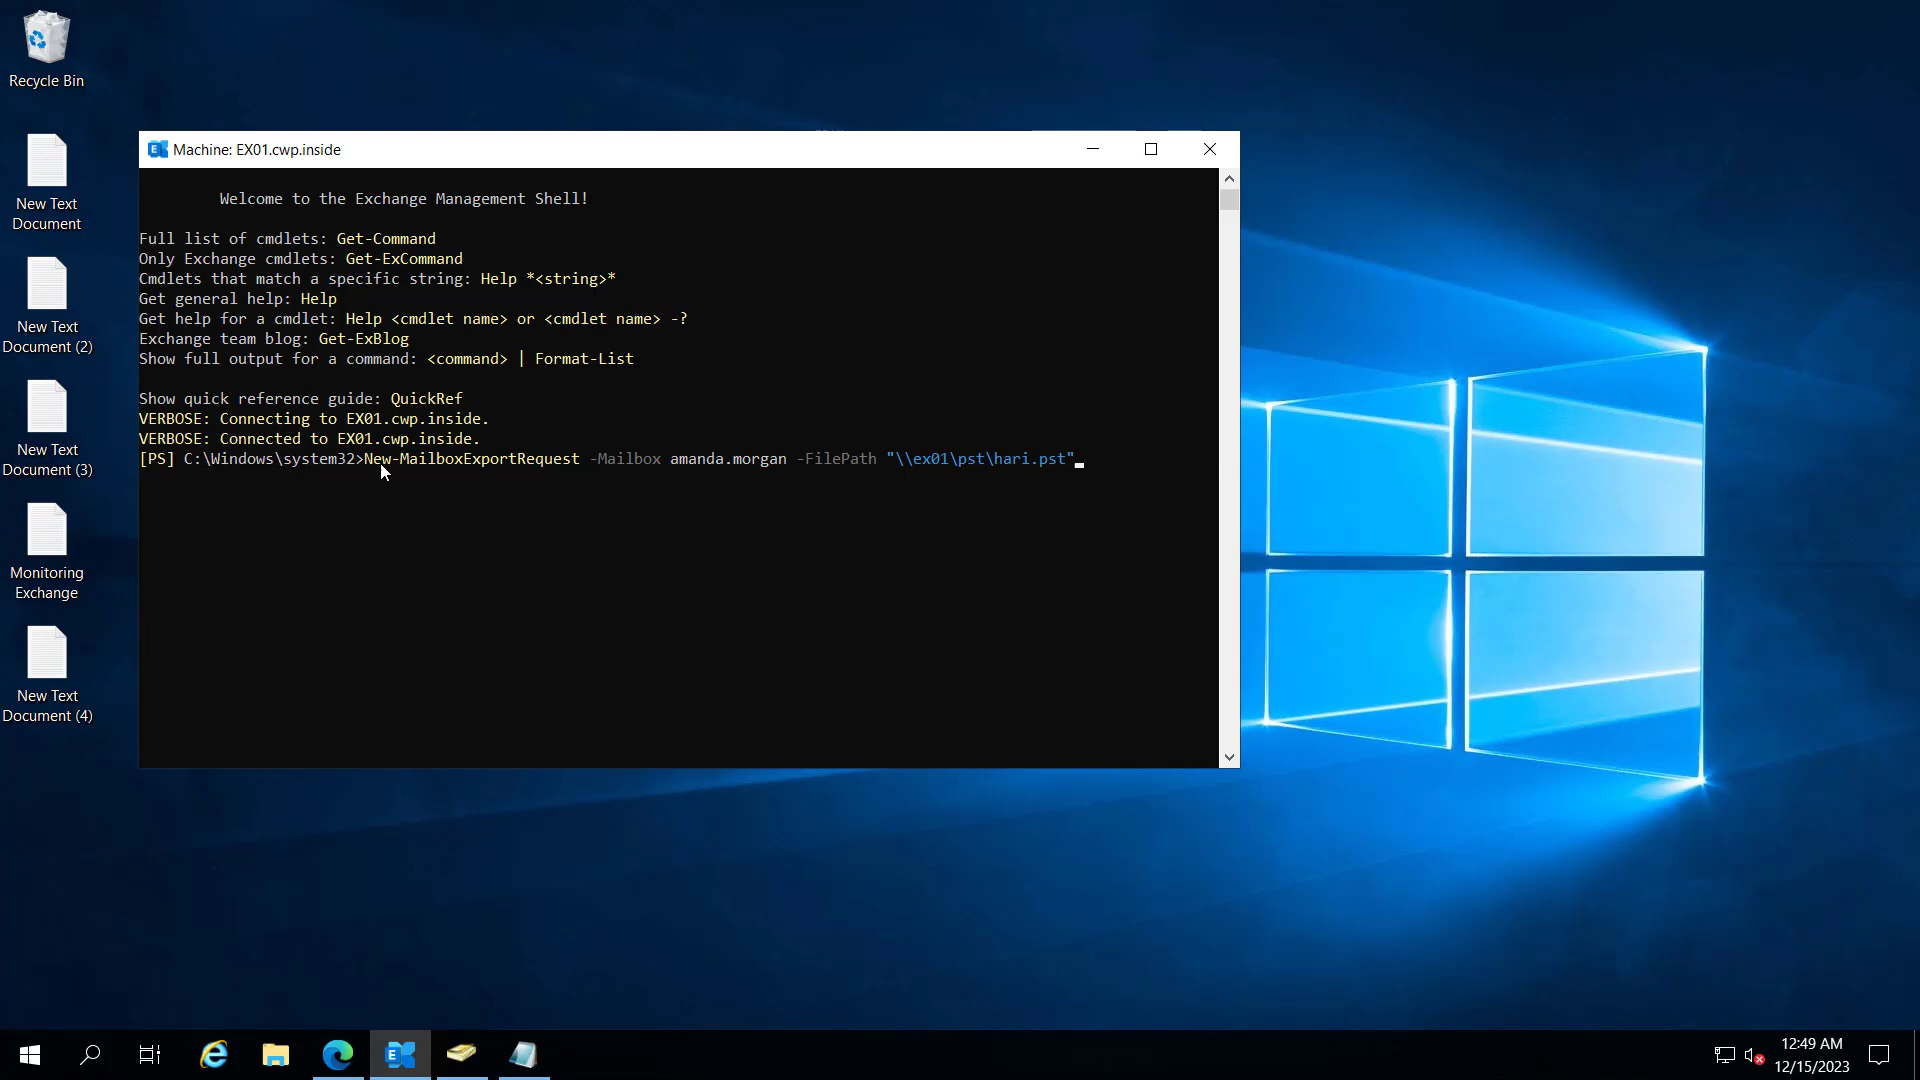 Recycle Bin
New Text
Document
New Text
Document (2)
New Text
Document (3)
Monitoring
Exchange
New Text
Document (4)
Machine: EX01.cwp.inside
Welcome to the Exchange Management Shell!
Full list of cmdlets: Get-Command
Only Exchange cmdlets: Get-ExCommand
Cmdlets that match a specific string: Help *<string>*
Get general help: Help
Get help for a cmdlet: Help <cmdlet name> or <cmdlet name> -?
Exchange team blog: Get-ExBlog
Show full output for a command: <command> | Format-List
Show quick reference guide: QuickRef
VERBOSE: Connecting to EX01.cwp.inside.
VERBOSE: Connected to EX01.cwp.inside.
[PS] C:\Windows\system32>New-MailboxExportRequest -Mailbox amanda.morgan -FilePath "\\ex01\pst\hari.pst"
12:49 AM
12/15/2023